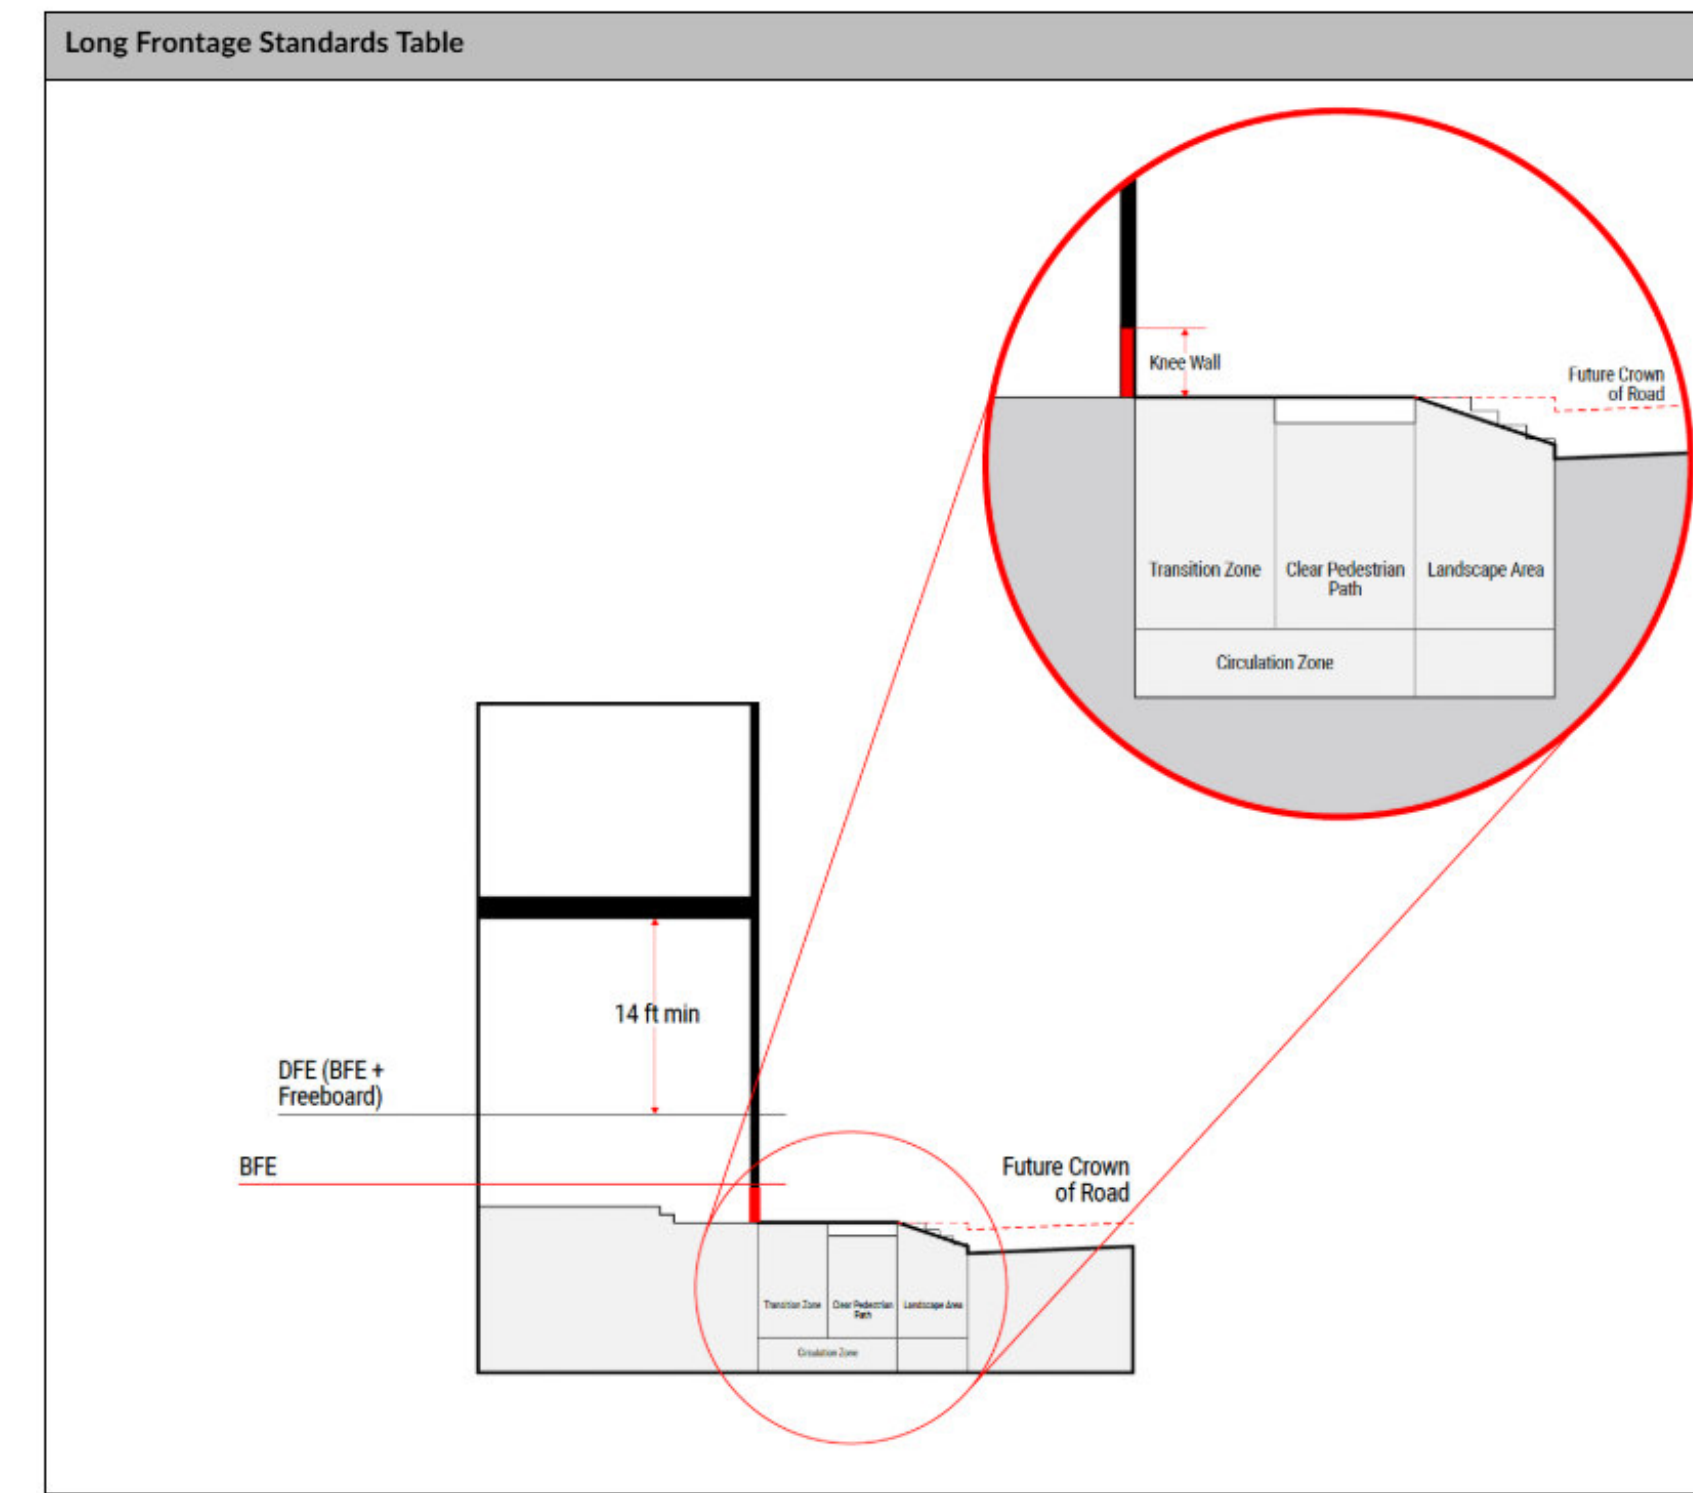 Long Frontage Standards Table
Knee Wall
Future Crown
of Road
Transition Zone
Clear Pedestrian
Path
Landscape Area
Circulation Zone
14 ft min
DFE (BFE +
Freeboard)
BFE
Future Crown
of Road
Transition Zone
Clear Pedestrian
Path
Landscape Area
Circulation Zone